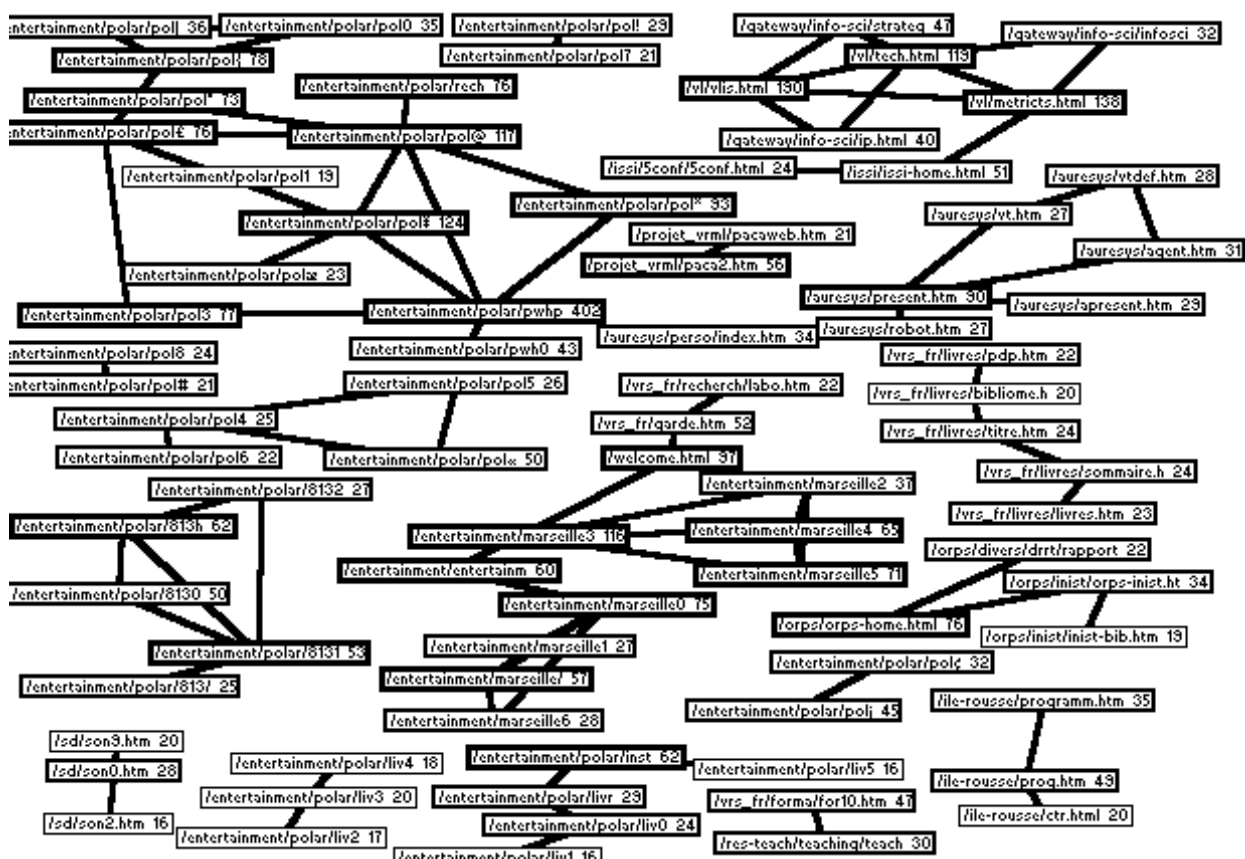 entertainment/polar/polj 36
/entertainment/polar/pol0 35
/entertainment/polar/pol! 29
/gateway/info-sci/strateg 47
/gateway/info-sci/infosci 32
/entertainment/polar/pol7 21
/vl/tech.html 119
78
/entertainment/polar/rech 76
/vl/vlis.html 190
/vl/metricts.html 138
/entertainment/polar/pol" 73
/entertainment/polar/pol£ 76
/entertainment/polar/pol@ 117
/gateway/info-sci/ip.html 40
/issi/5conf/5conf.html 24
/issi/issi-home.html 51
/entertainment/polar/pol1 19
/auresys/vtdef.htm 28
/entertainment/polar/pol* 93
/auresys/vt.htm 27
/entertainment/polar/pol# 124
/projet_vrml/pacaweb.htm 21
/auresys/agent.htm 31
/entertainment/polar/polæ 23
/projet_vrml/paca2.htm 56
/auresys/present.htm 90
/auresys/apresent.htm 29
/entertainment/polar/pol3 77
/entertainment/polar/pwhp 402
/auresys/perso/index.htm 34
/auresys/robot.htm 27
/entertainment/polar/pol8 24
/entertainment/polar/pwh0 43
/vrs_fr/livres/pdp.htm 22
entertainment/polar/pol# 21
/entertainment/polar/pol5 26
/vrs_fr/recherch/labo.htm 22
/vrs_fr/livres/bibliome.h 20
/entertainment/polar/pol4 25
/vrs_fr/garde.htm 52
/vrs_fr/livres/titre.htm 24
/entertainment/polar/pol6 22
/entertainment/polar/pol« 50
/welcome.html 97
/vrs_fr/livres/sommaire.h 24
/entertainment/polar/8132 27
/entertainment/marseille2 37
/entertainment/polar/813h 62
/entertainment/marseille3 116
/entertainment/marseille4 65
/vrs_fr/livres/livres.htm 23
/orps/divers/drrt/rapport 22
/entertainment/entertainm 60
/entertainment/marseille5 71
/orps/inist/orps-inist.ht 34
/entertainment/polar/8130 50
/entertainment/marseille0 75
/orps/orps-home.html 76
/orps/inist/inist-bib.htm 19
/entertainment/marseille1 27
/entertainment/polar/8131 53
/entertainment/polar/polç 32
/entertainment/polar/813/ 25
/entertainment/marseille/ 57
/ile-rousse/programm.htm 35
/entertainment/marseille6 28
/entertainment/polar/polj 45
/sd/son9.htm 20
/entertainment/polar/inst 62
/entertainment/polar/liv4 18
/entertainment/polar/liv5 16
/sd/son0.htm 28
/ile-rousse/prog.htm 49
/entertainment/polar/liv3 20
/entertainment/polar/livr 29
/vrs_fr/forma/for10.htm 47
/ile-rousse/ctr.html 20
/sd/son2.htm 16
/entertainment/polar/liv2 17
/entertainment/polar/liv0 24
/res-teach/teaching/teach 30
/entertainment/polar/liv1 16